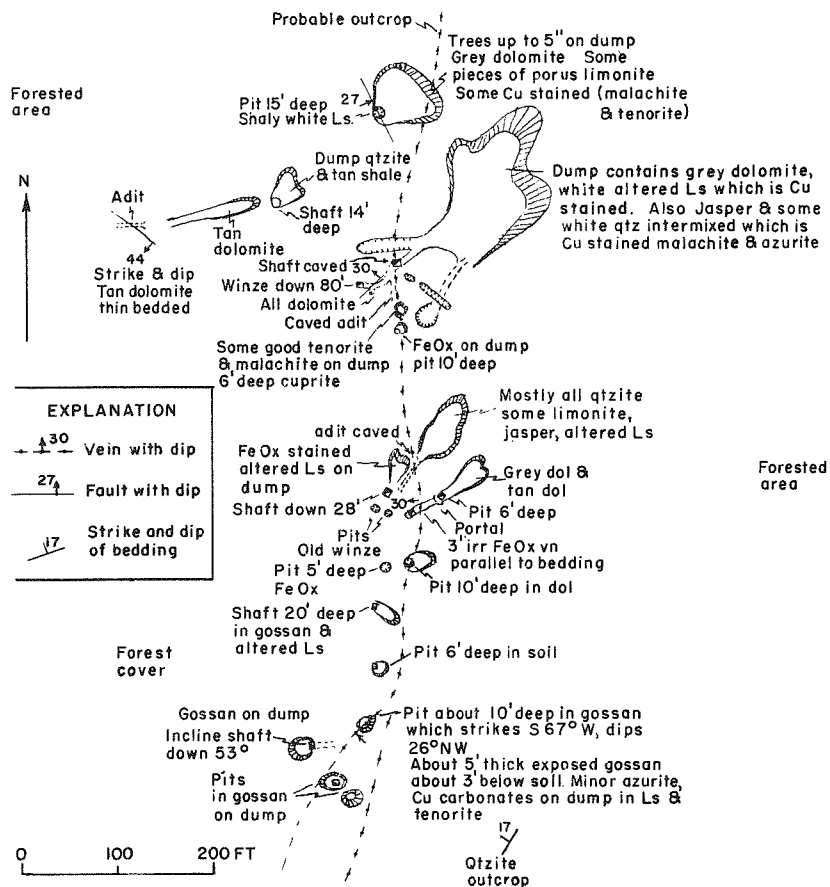 Probable outcrop
Trees up to 5" on dump
Grey dolomite Some
pieces of porus limonite
Some Cu stained (malachite
& tenorite)
Forested
area
Pit 15' deep
Shaly white Ls.
27
Dump qtzite
& tan shale
Dump contains grey dolomite,
white altered Ls which is Cu
stained. Also Jasper & some
white qtz intermixed which is
Cu stained malachite & azurite
N
Adit
Shaft 14'
deep
Tan
dolomite
44
Strike & dip
Tan dolomite
thin bedded
Shaft caved
30
Winze down 80'
All dolomite
Caved adit
Some good tenorite
& malachite on dump
6' deep cuprite
FeOx on dump
pit 10' deep
EXPLANATION
30
Vein with dip
27
Fault with dip
17
Strike and dip
of bedding
Mostly all qtzite
some limonite,
jasper, altered Ls
adit caved
FeOx stained
altered Ls on
dump
Grey dol &
tan dol
Forested
area
Shaft down 28'
30
Pit 6' deep
Portal
Pits
Old winze
3" irr FeOx vn
parallel to bedding
Pit 5' deep
FeOx
Pit 10' deep in dol
Shaft 20' deep
in gossan &
altered Ls
Forest
cover
Pit 6' deep in soil
Gossan on dump
Incline shaft
down 53°
Pit about 10' deep in gossan
which strikes S 67° W, dips
26° NW
About 5' thick exposed gossan
about 3' below soil. Minor azurite,
Cu carbonates on dump in Ls &
tenorite
Pits
in gossan
on dump
17
Qtzite
outcrop
0 100 200 FT